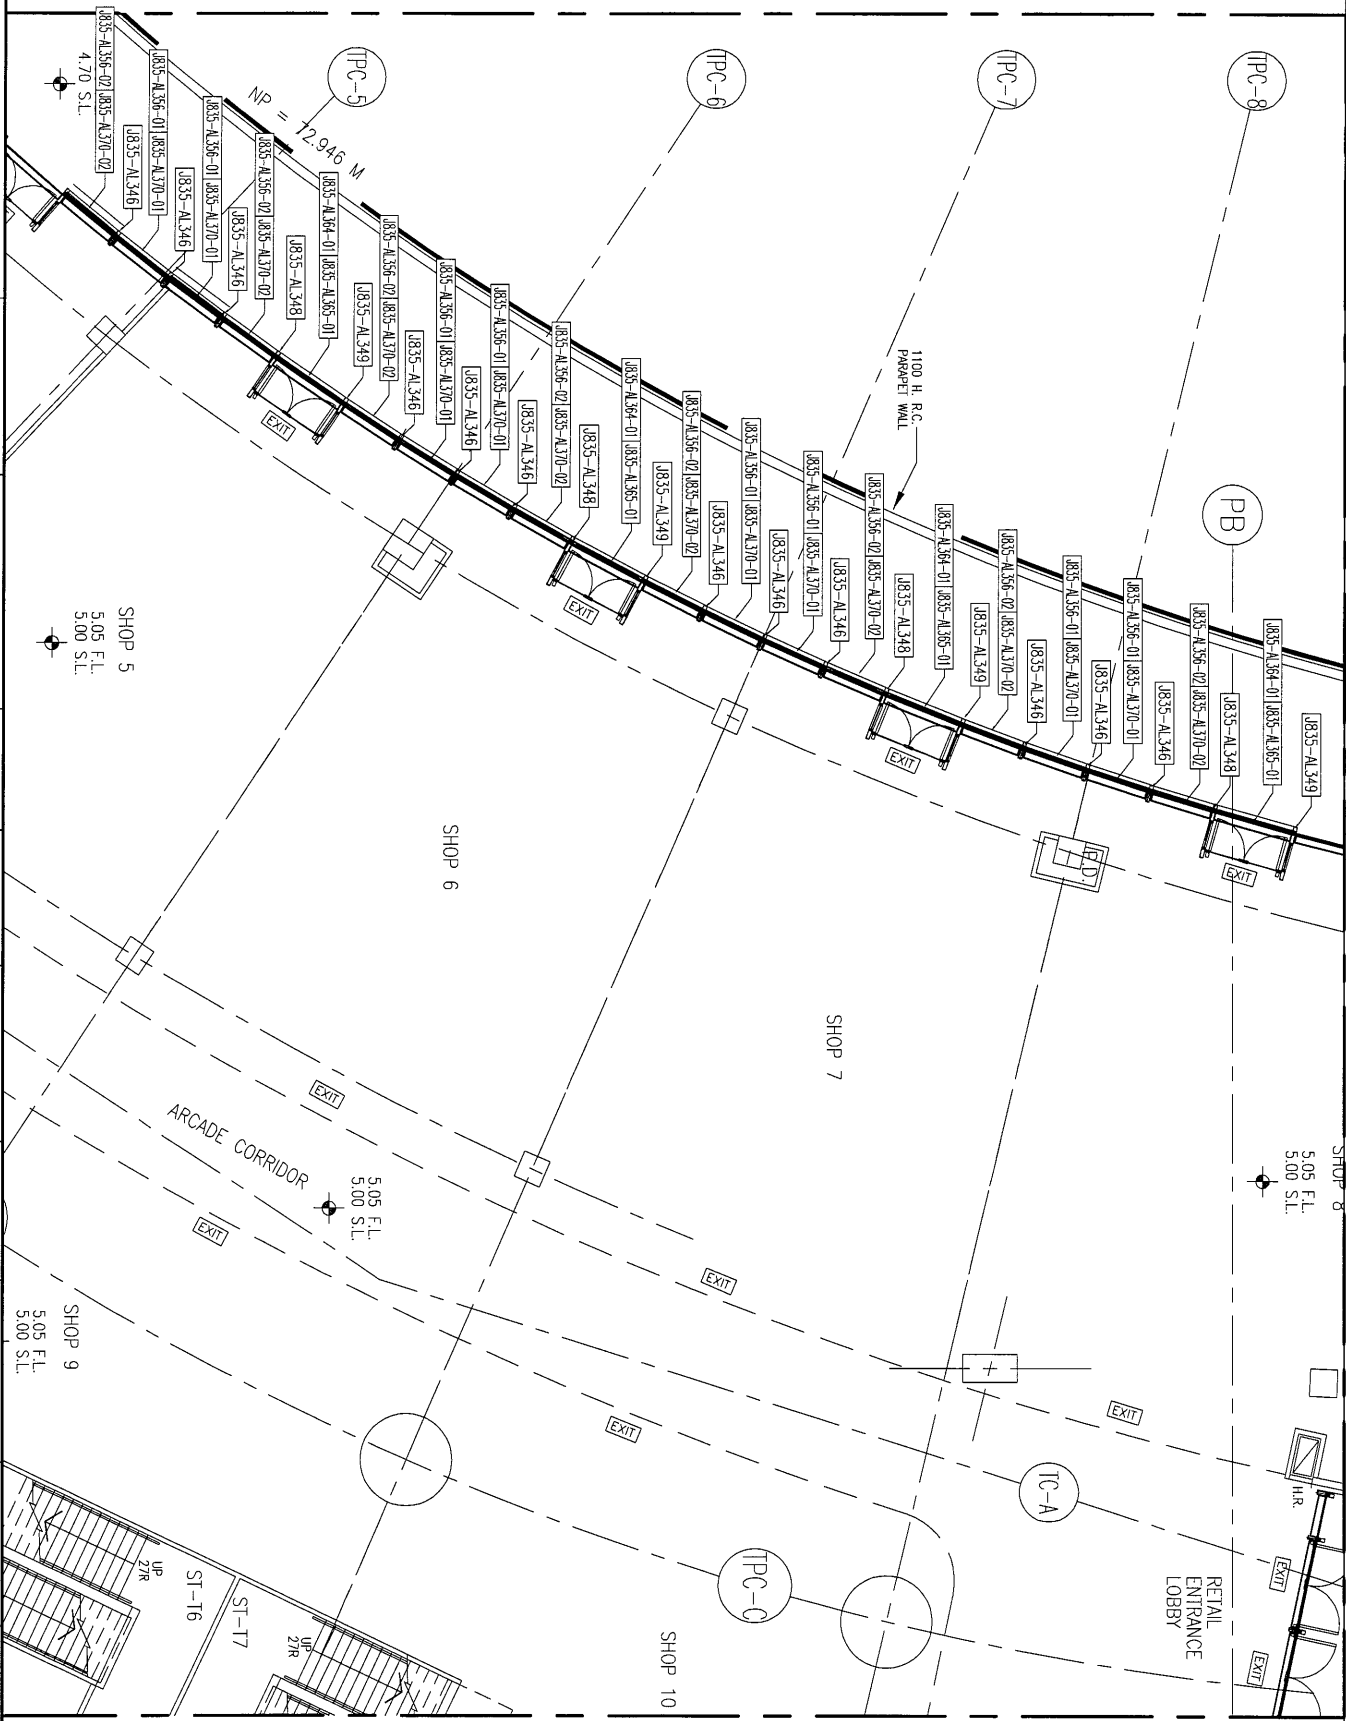 TPC-5
TPC-6
TPC-7
TPC-8
NP = 72.946 M
4.70 S.L.
J835-AL356-02 J835-AL370-02
J835-AL346
J835-AL356-01 J835-AL370-01
J835-AL346
J835-AL356-01 J835-AL370-01
J835-AL346
J835-AL356-02 J835-AL370-02
J835-AL348
J835-AL364-01 J835-AL365-01
J835-AL349
J835-AL356-02 J835-AL370-02
J835-AL346
J835-AL356-01 J835-AL370-01
J835-AL346
J835-AL356-01 J835-AL370-01
J835-AL346
J835-AL356-02 J835-AL370-02
J835-AL348
J835-AL364-01 J835-AL365-01
J835-AL349
J835-AL356-02 J835-AL370-02
J835-AL346
J835-AL356-01 J835-AL370-01
J835-AL346
J835-AL356-01 J835-AL370-01
J835-AL346
J835-AL356-02 J835-AL370-02
J835-AL348
J835-AL364-01 J835-AL365-01
J835-AL349
J835-AL356-02 J835-AL370-02
J835-AL346
J835-AL356-01 J835-AL370-01
J835-AL346
J835-AL356-01 J835-AL370-01
J835-AL346
J835-AL356-02 J835-AL370-02
J835-AL348
J835-AL364-01 J835-AL365-01
J835-AL349
1100 H. R.C.
PARAPET WALL
PB
EXIT
EXIT
EXIT
EXIT
SHOP 5
5.05 F.L.
5.00 S.L.
SHOP 6
SHOP 7
SHOP 8
5.05 F.L.
5.00 S.L.
ARCADE CORRIDOR
5.05 F.L.
5.00 S.L.
EXIT
EXIT
EXIT
EXIT
EXIT
SHOP 9
5.05 F.L.
5.00 S.L.
TC-A
TPC-C
H.R.
EXIT
EXIT
RETAIL
ENTRANCE
LOBBY
UP
27R
ST-T6
ST-T7
UP
27R
SHOP 10